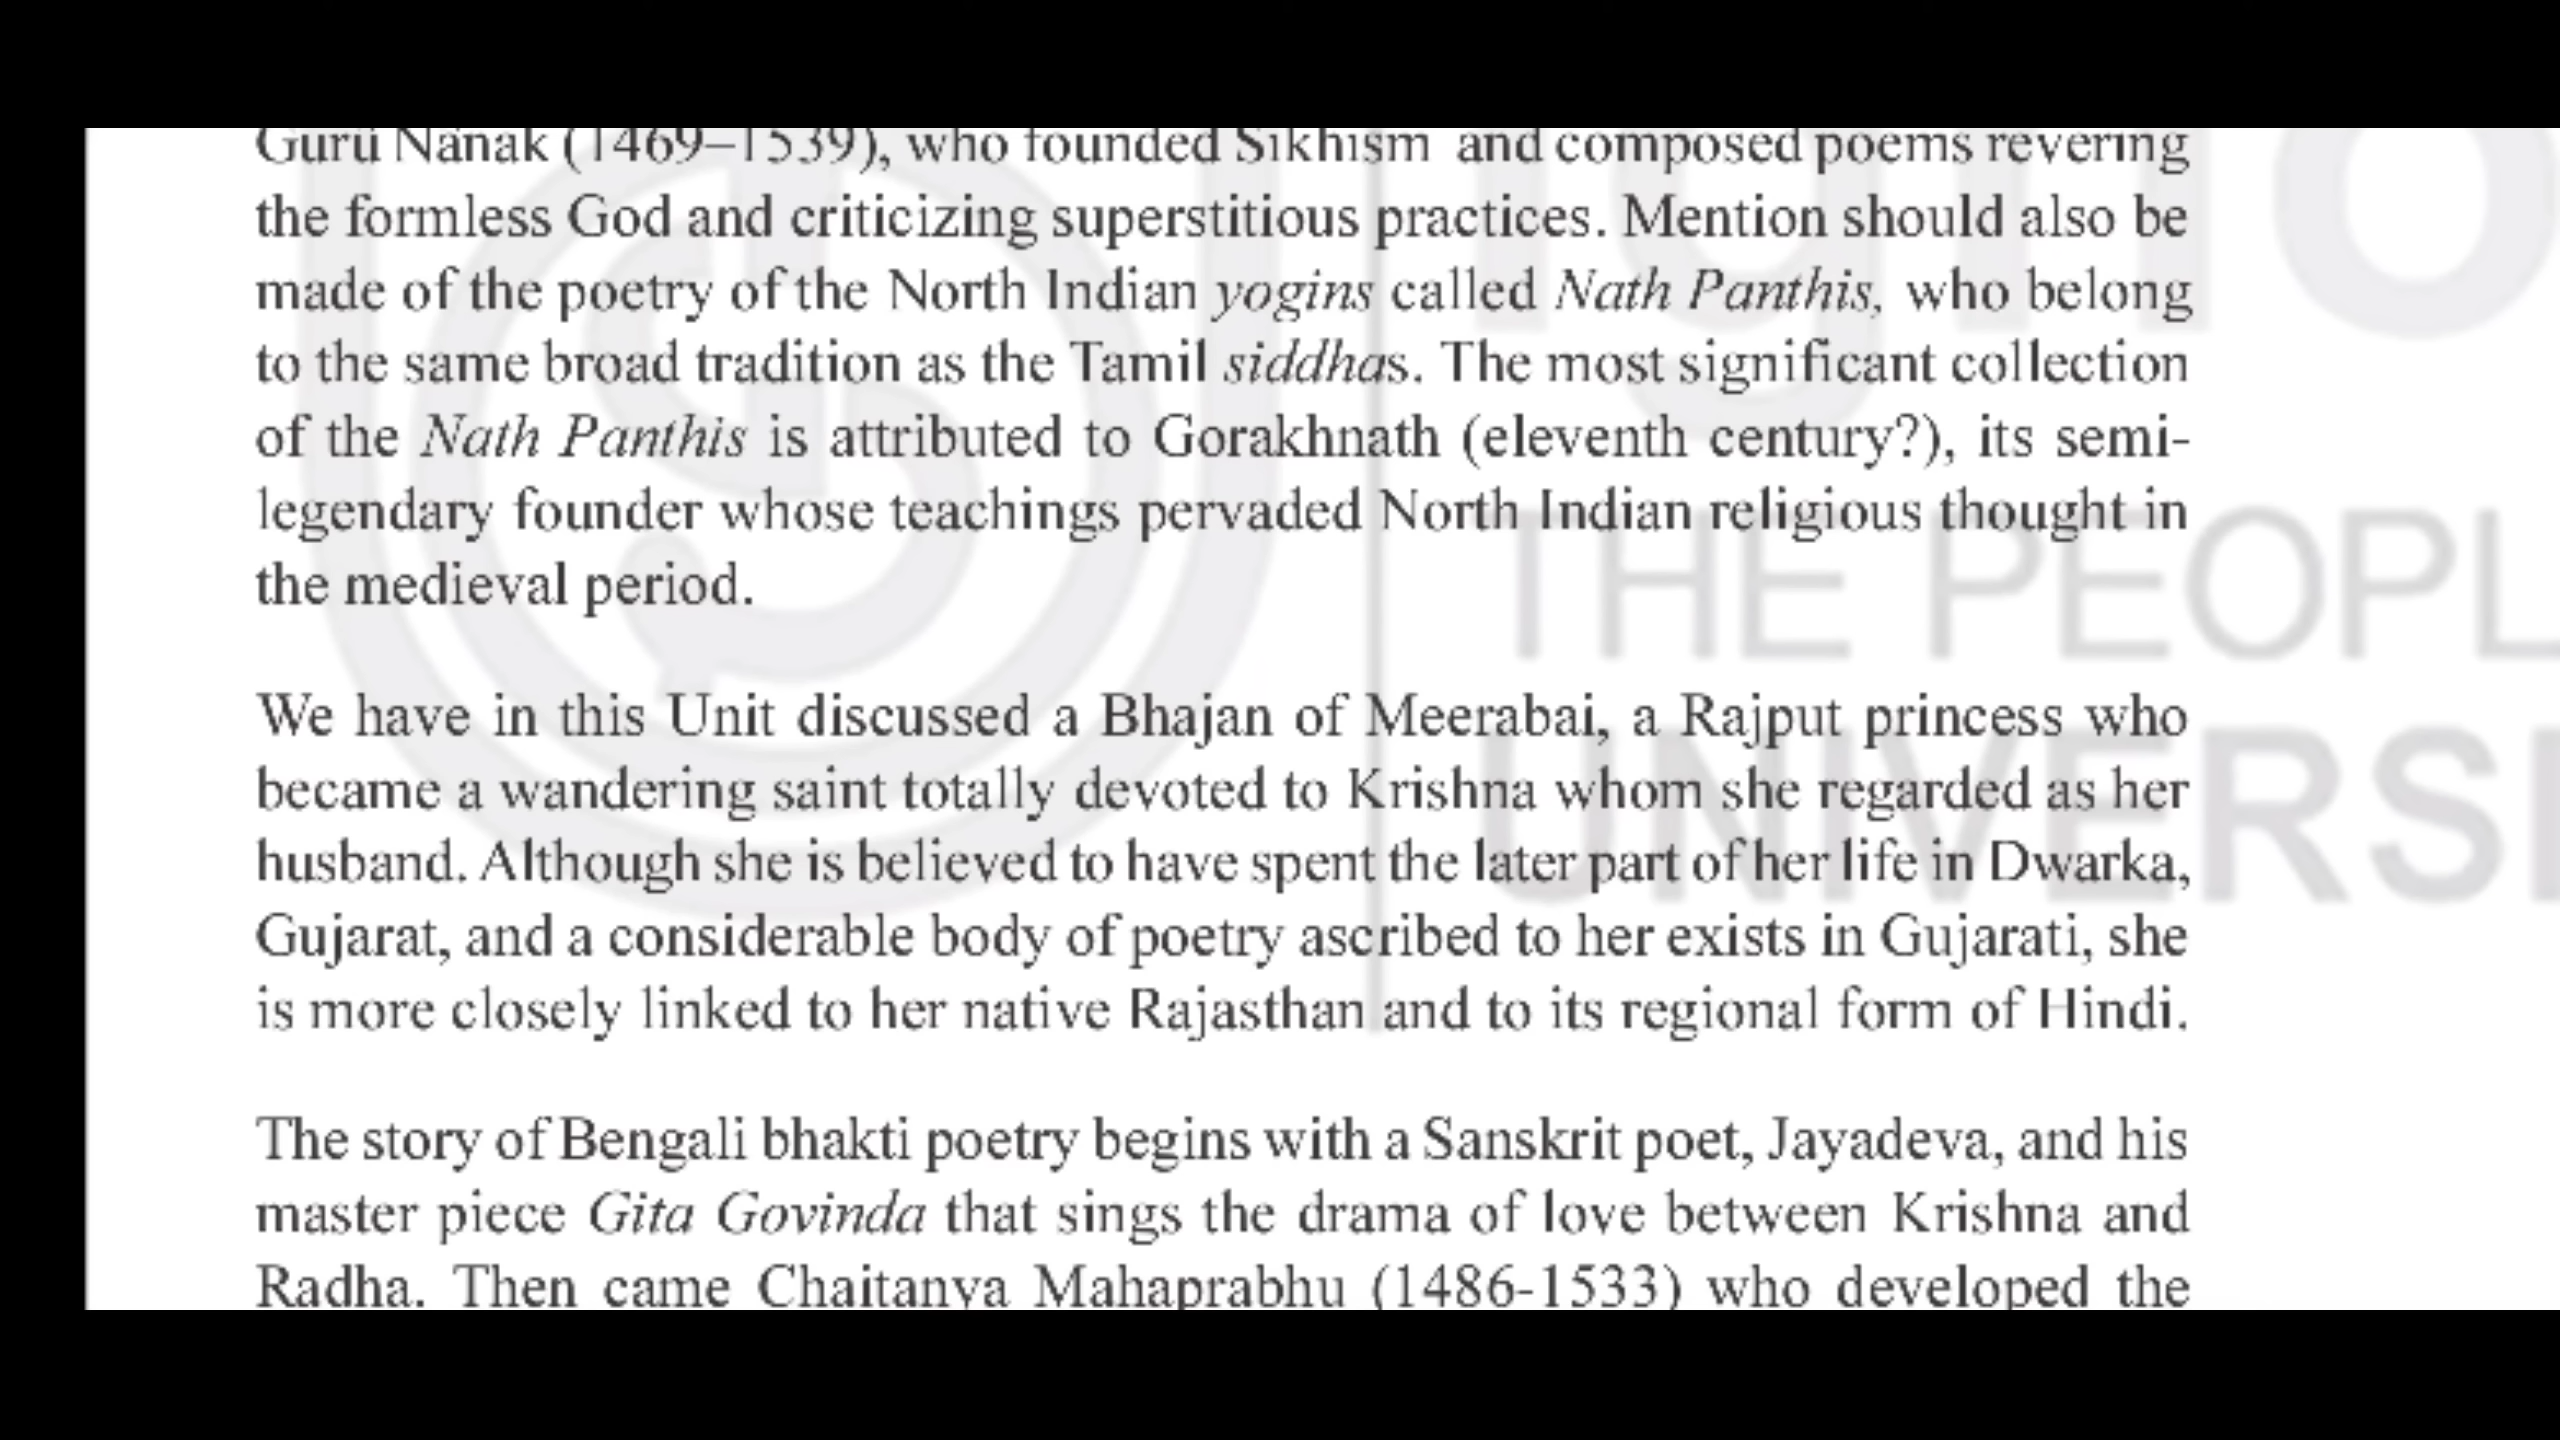 Gurū Nānak (1469–1539), who founded Sikhism and composed poems revering
the formless God and criticizing superstitious practices. Mention should also be
made of the poetry of the North Indian yogins called Nath Panthis, who belong
to the same broad tradition as the Tamil siddhas. The most significant collection
of the Nath Panthis is attributed to Gorakhnath (eleventh century?), its semi-
legendary founder whose teachings pervaded North Indian religious thought in
the medieval period.
We have in this Unit discussed a Bhajan of Meerabai, a Rajput princess who
became a wandering saint totally devoted to Krishna whom she regarded as her
husband. Although she is believed to have spent the later part of her life in Dwarka,
Gujarat, and a considerable body of poetry ascribed to her exists in Gujarati, she
is more closely linked to her native Rajasthan and to its regional form of Hindi.
The story of Bengali bhakti poetry begins with a Sanskrit poet, Jayadeva, and his
master piece Gita Govinda that sings the drama of love between Krishna and
Radha. Then came Chaitanya Mahaprabhu (1486-1533) who developed the
THE PEOPL
UNIVERSI